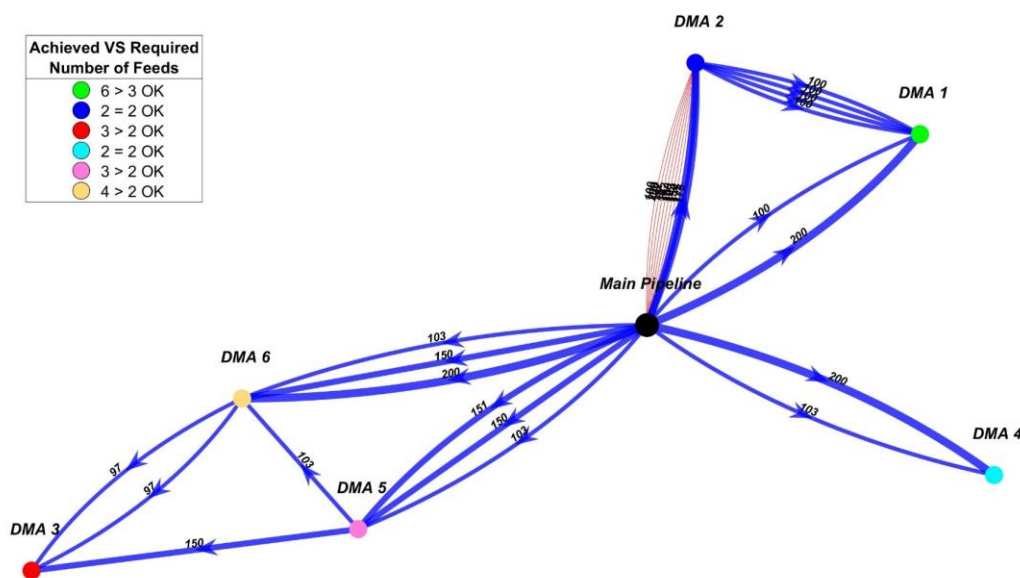 Achieved VS Required
Number of Feeds
6 > 3 OK
2 = 2 OK
3 > 2 OK
2 = 2 OK
3 > 2 OK
4 > 2 OK
DMA 2
DMA 1
100
100
100
200
Main Pipeline
103
150
200
DMA 6
151
150
103
200
103
DMA 4
97
97
103
DMA 5
DMA 3
150